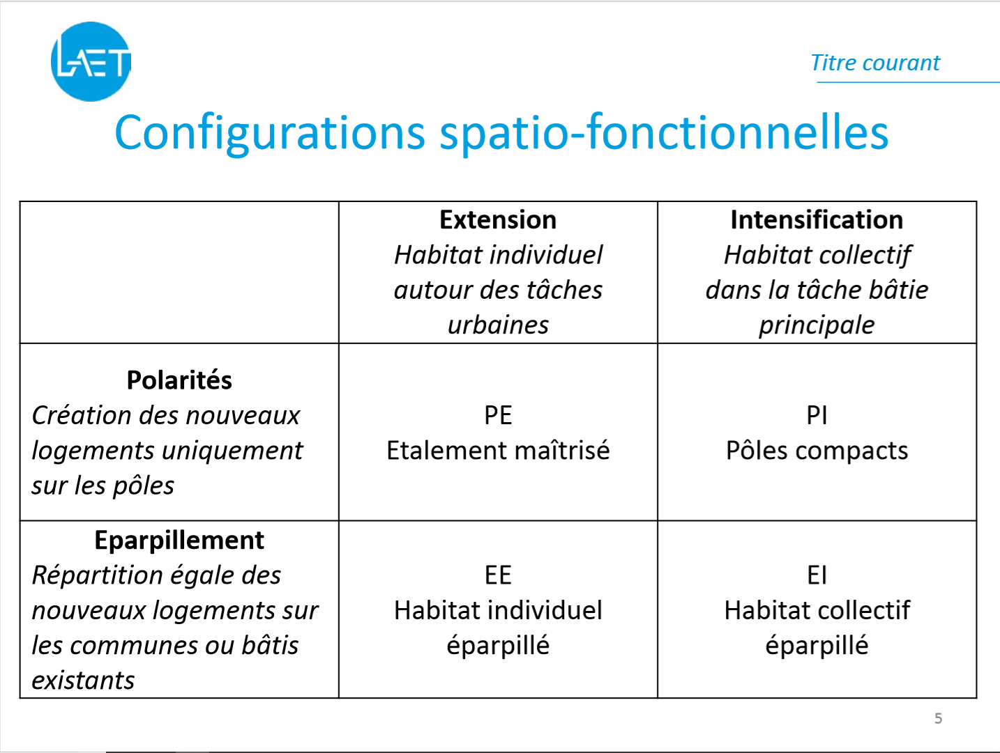 LAET
Titre courant
Configurations spatio-fonctionnelles
Extension
Habitat individuel
autour des tâches
urbaines
Intensification
Habitat collectif
dans la tâche bâtie
principale
Polarités
Création des nouveaux
logements uniquement
sur les pôles
PE
Etalement maîtrisé
PI
Pôles compacts
Eparpillement
Répartition égale des
nouveaux logements sur
les communes ou bâtis
existants
EE
Habitat individuel
éparpillé
EI
Habitat collectif
éparpillé
5